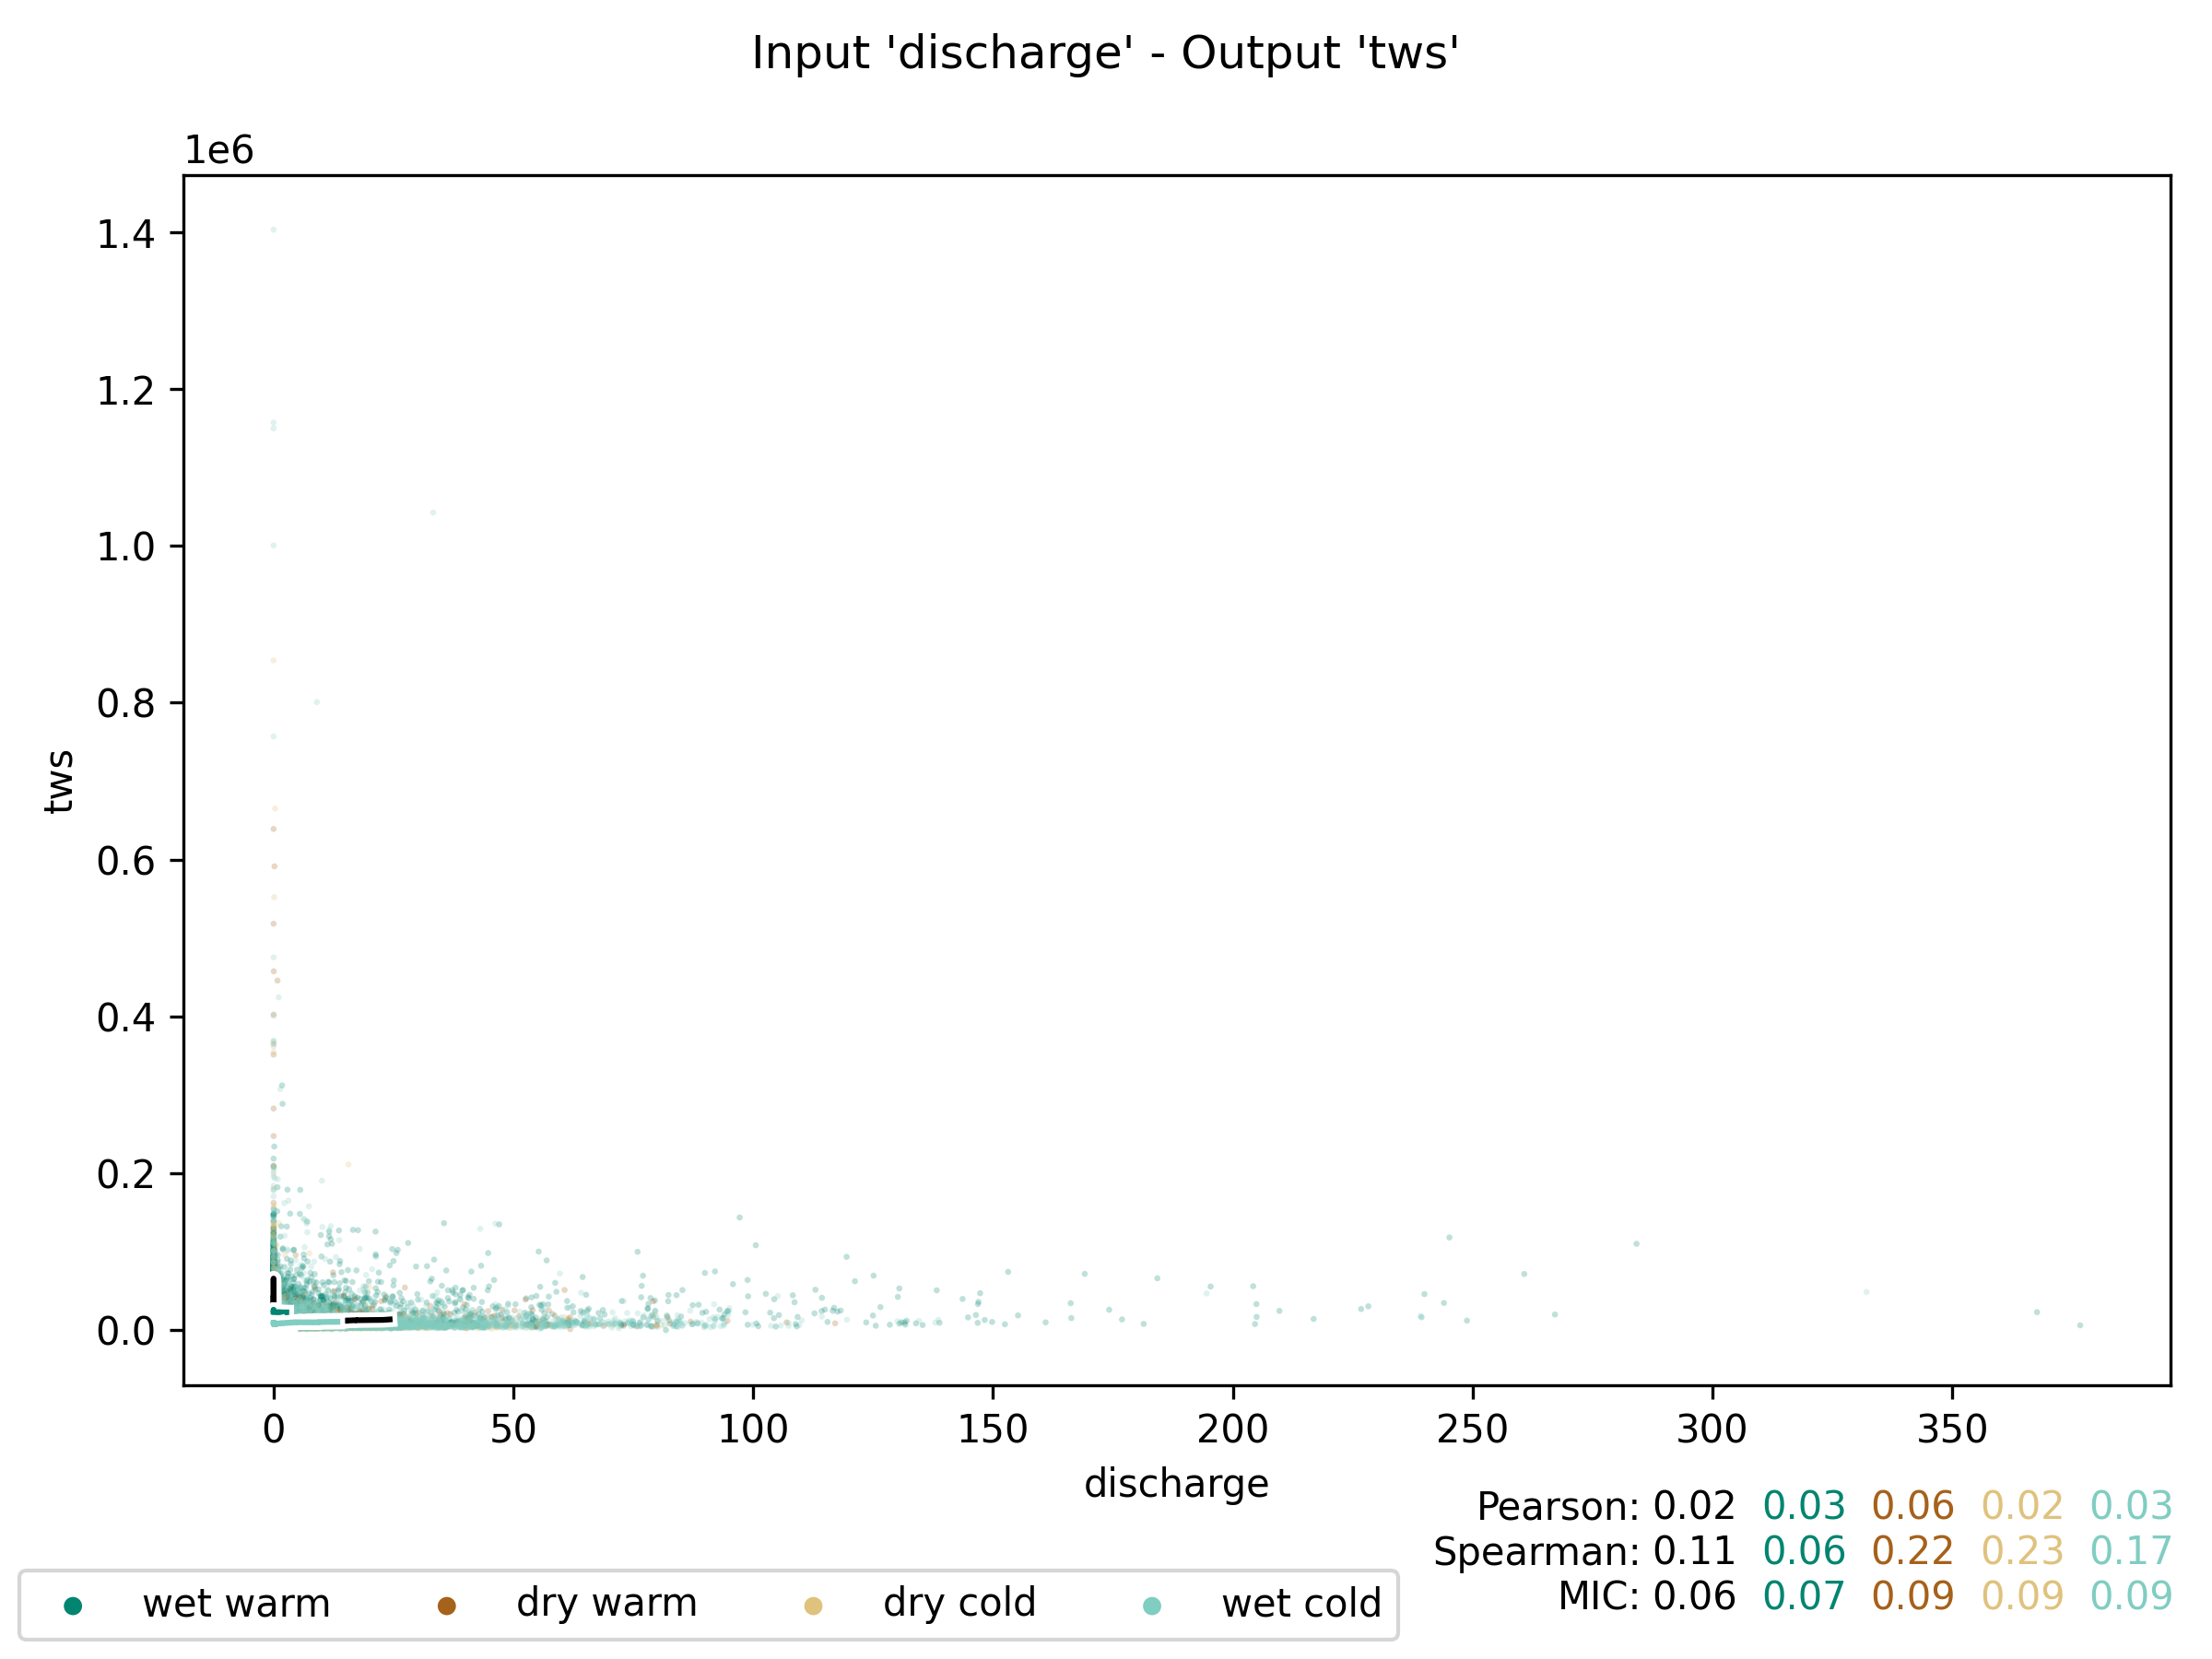 Input 'discharge' - Output 'tws'
1e6
1.4
1.2
1.0
0.8
0.6
0.4
0.2
0.0
tws
0 50 100 150 200 250 300 350
discharge
Pearson: 0.02 0.03 0.06 0.02 0.03
Spearman: 0.11 0.06 0.22 0.23 0.17
MIC: 0.06 0.07 0.09 0.09 0.09
wet warm dry warm dry cold wet cold